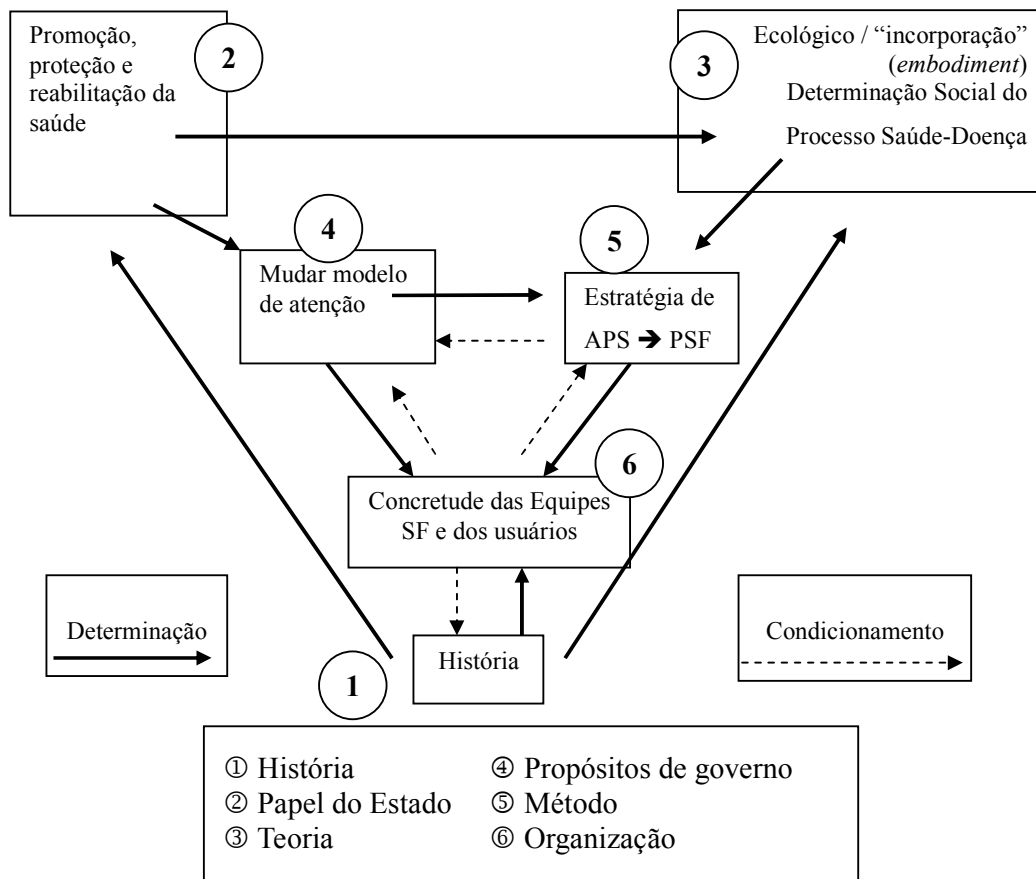 Promoção,
proteção e
reabilitação da
saúde
2
3
Ecológico / “incorporação”
(embodiment)
Determinação Social do
Processo Saúde-Doença
4
Mudar modelo
de atenção
5
Estratégia de
APS ➔ PSF
6
Concretude das Equipes
SF e dos usuários
Determinação
História
1
Condicionamento
① História
② Papel do Estado
③ Teoria
④ Propósitos de governo
⑤ Método
⑥ Organização